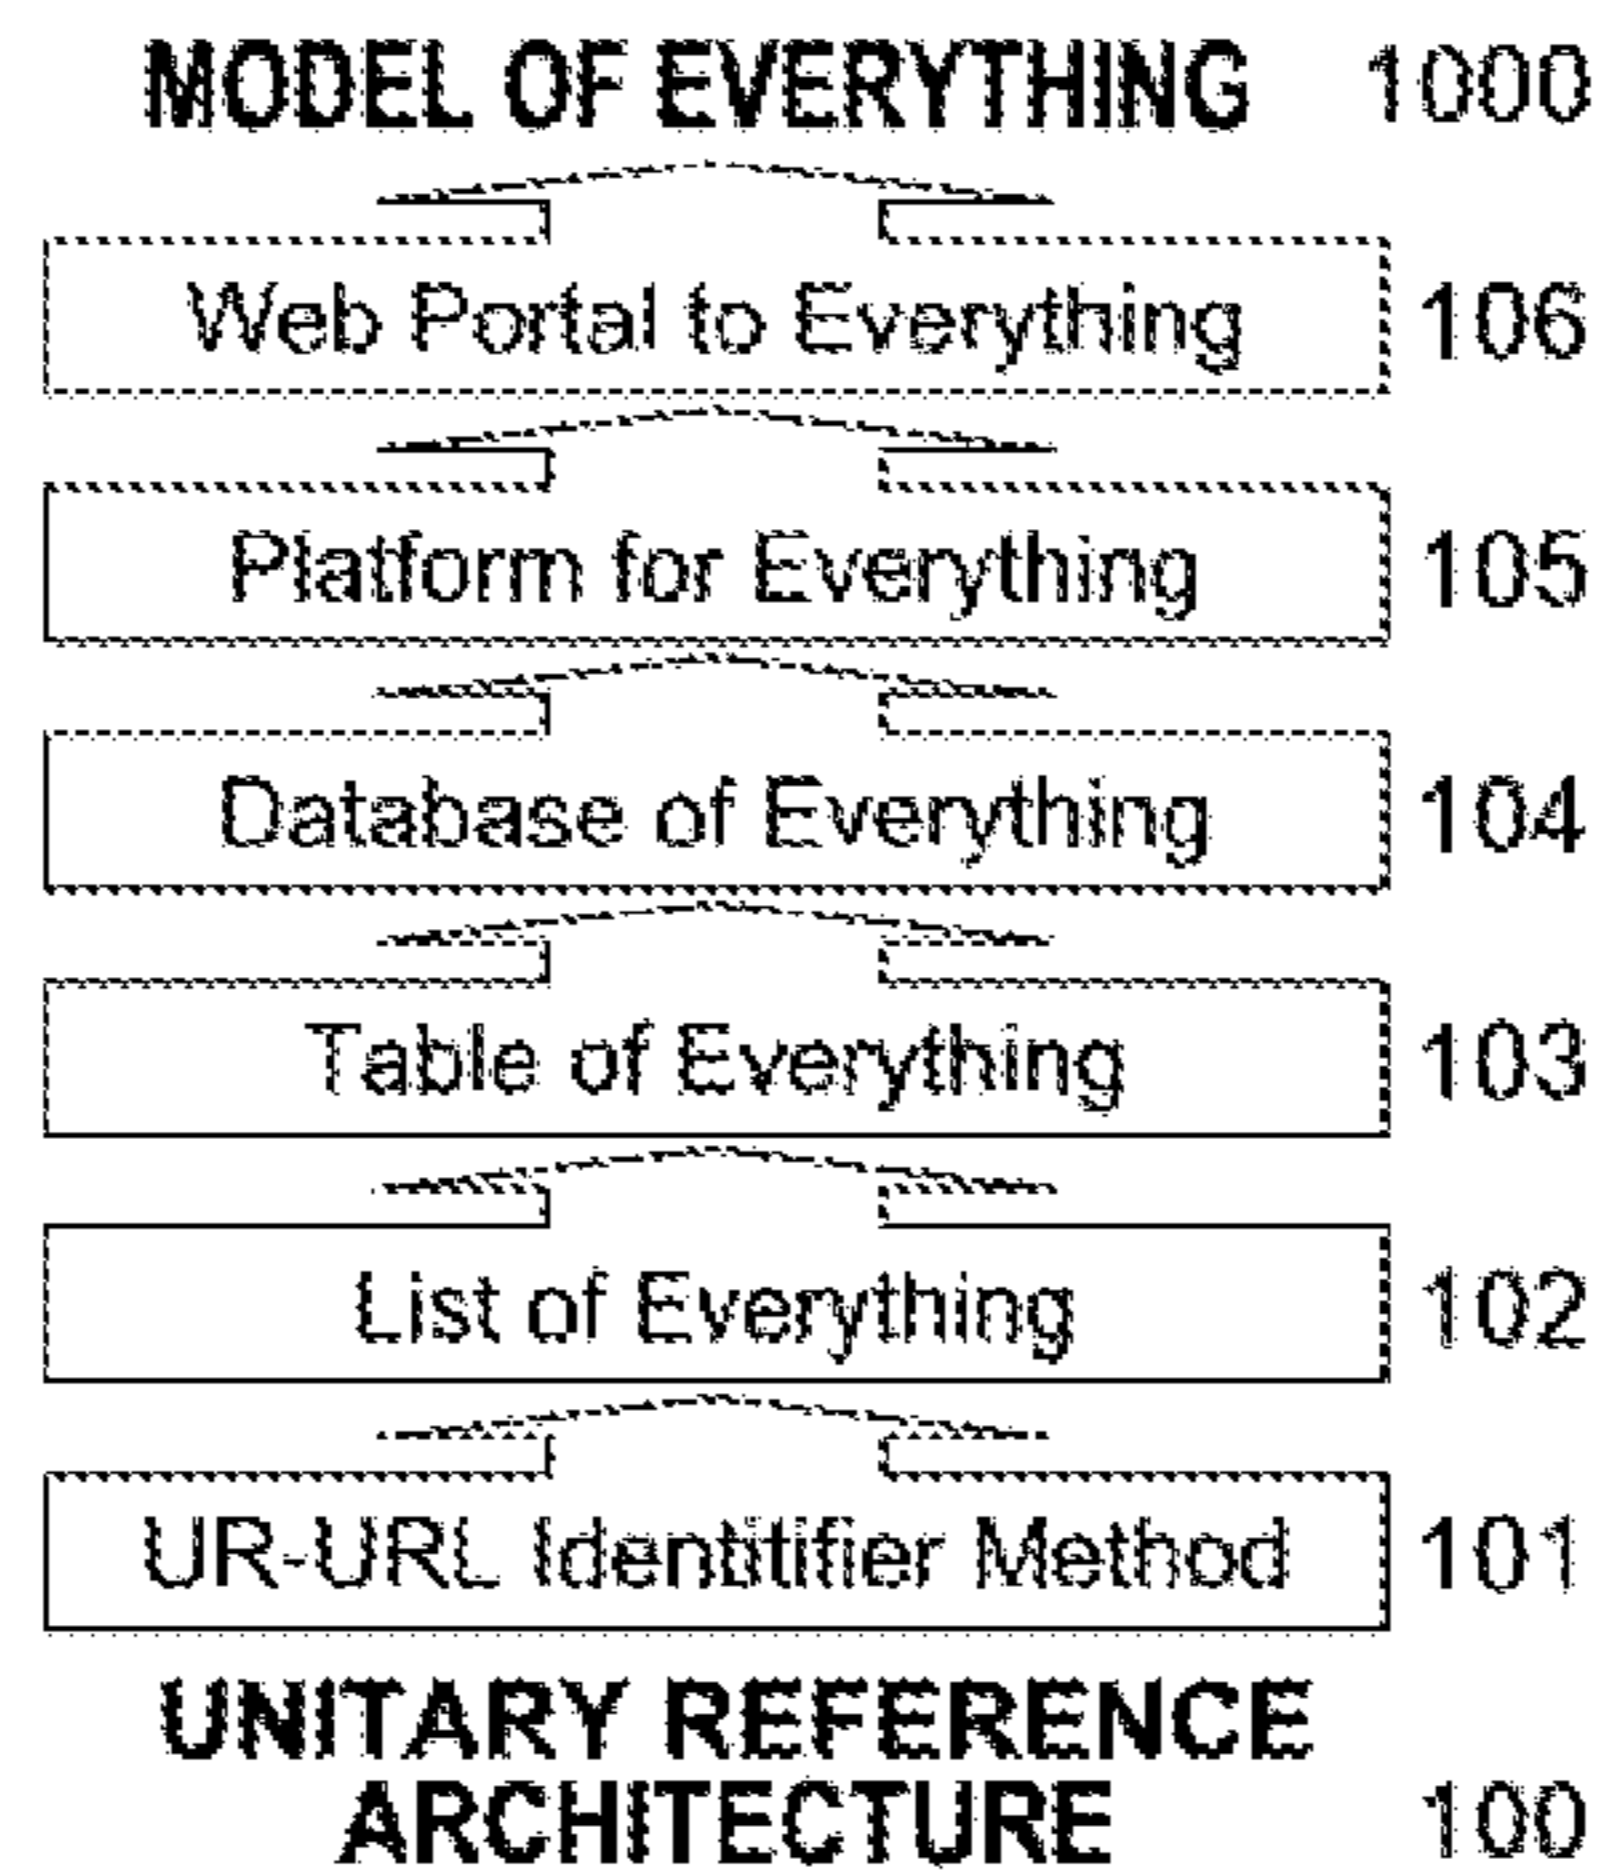 MODEL OF EVERYTHING 1000
Web Portal to Everything 106
Platform for Everything 105
Database of Everything 104
Table of Everything 103
List of Everything 102
UR-URL Identitifier Method 101
UNITARY REFERENCE
ARCHITECTURE 100